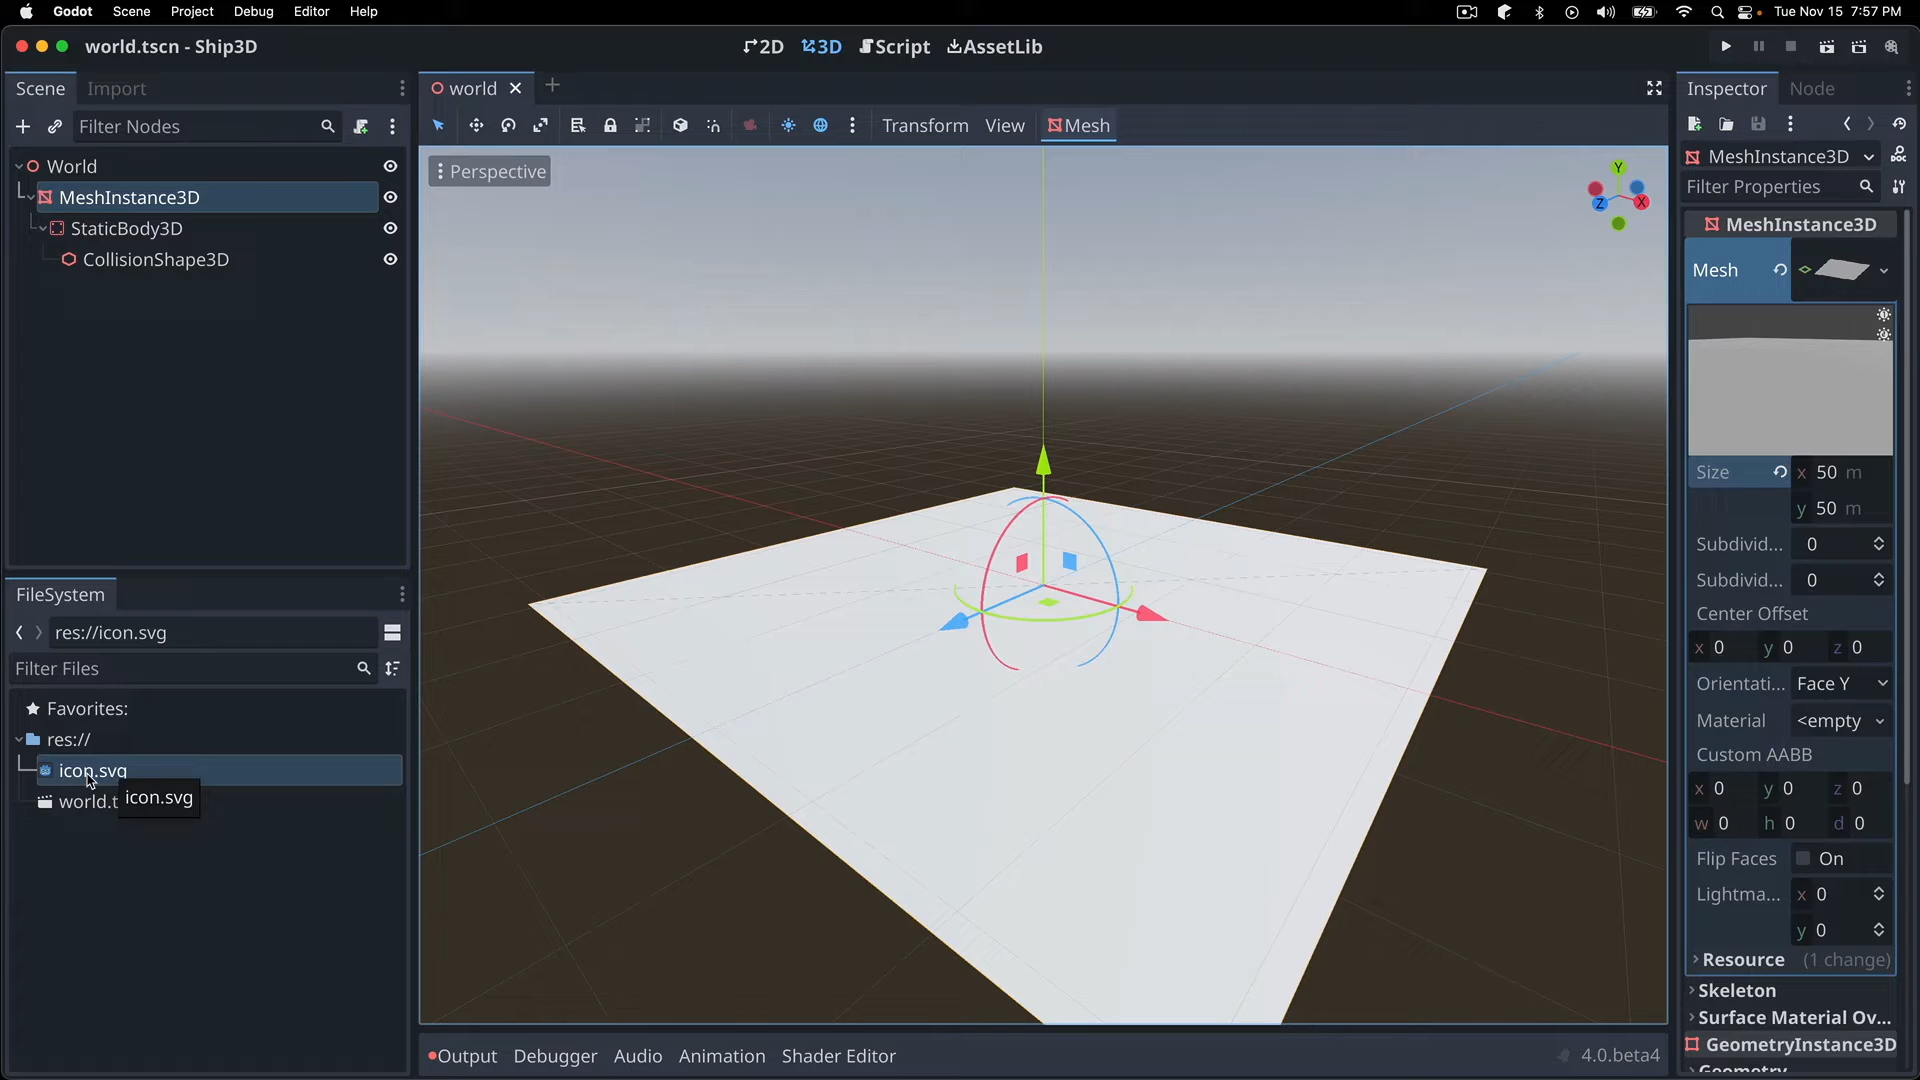 Godot Scene Project Debug Editor Help
Tue Nov 15 7:57 PM
world.tscn - Ship3D
2D 3D Script AssetLib
Scene Import
Filter Nodes
World
MeshInstance3D
StaticBody3D
CollisionShape3D
FileSystem
res://icon.svg
Filter Files
Favorites:
res://
icon.svg
world.t
icon.svg
world
Transform View Mesh
Perspective
Y
Z
X
Output Debugger Audio Animation Shader Editor
4.0.beta4
Inspector Node
MeshInstance3D
Filter Properties
MeshInstance3D
Mesh
Size x 50 m
y 50 m
Subdivid... 0
Subdivid... 0
Center Offset
x 0 y 0 z 0
Orientati... Face Y
Material <empty
Custom AABB
x 0 y 0 z 0
w 0 h 0 d 0
Flip Faces On
Lightma... x 0
y 0
Resource (1 change)
Skeleton
Surface Material Ov...
GeometryInstance3D
Geometry